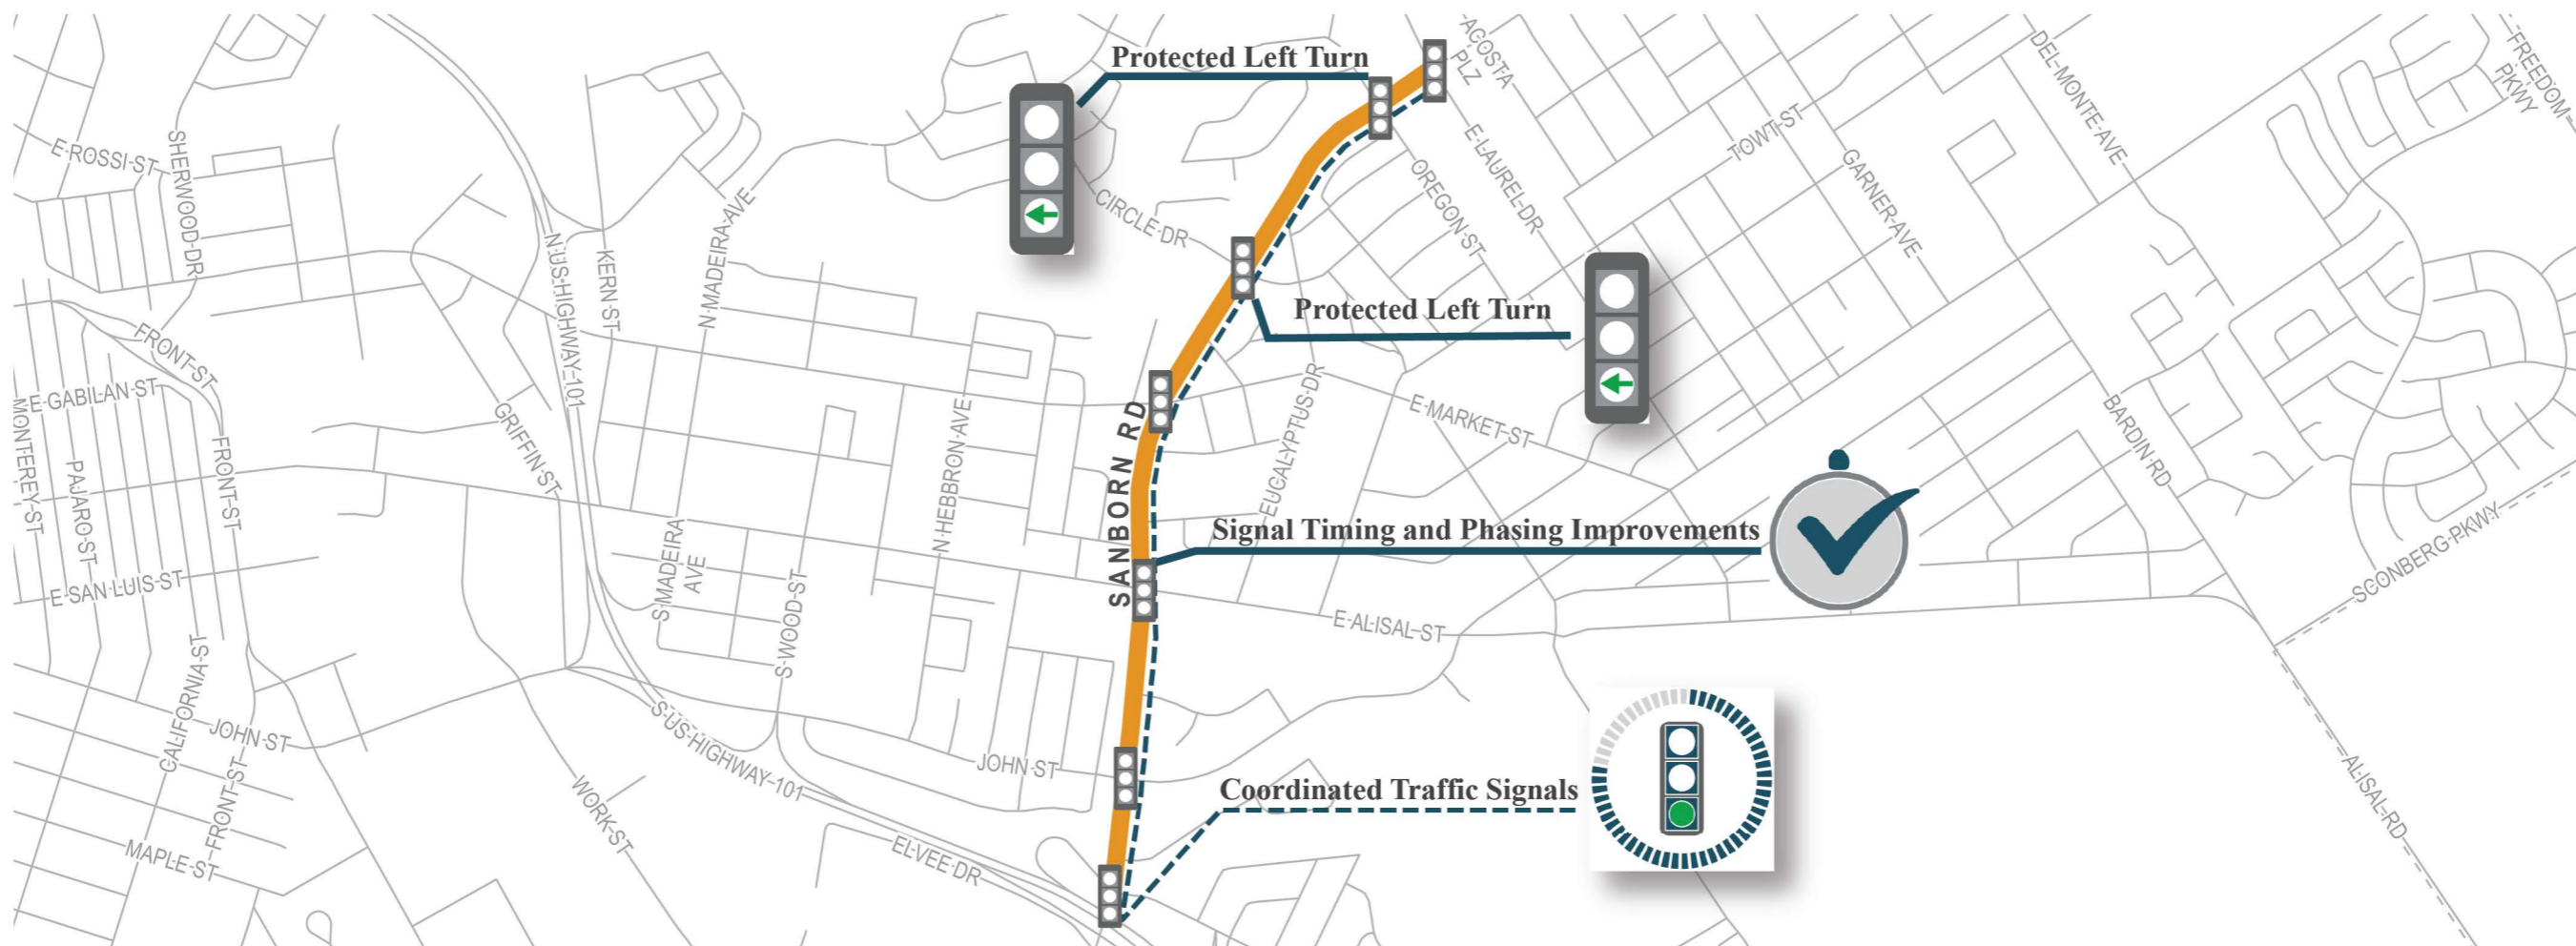 Protected Left Turn
ACOSTA
PLZ
DEL-MONTE-AVE
FREEDOM
PKWY
E-ROSSI-ST
SHERWOOD-DR
TOWT-ST
GARNER-AVE
E-LAUREL-DR
OREGON-ST
CIRCLE-DR
N-MADEIRA-AVE
N-US-HIGHWAY-101
KERN-ST
Protected Left Turn
FRONT-ST
E-GABILAN-ST
MONTEREY-ST
PAJARO-ST
FRONT-ST
GRIFFIN-ST
N-HEBBRON-AVE
SANBORN RD
EUCALYPTUS-DR
E-MARKET-ST
BARDIN-RD
Signal Timing and Phasing Improvements
SCONBERG-PKWY
E-SAN-LUIS-ST
S-MADEIRA
AVE
S-WOOD-ST
E-ALISAL-ST
CALIFORNIA-ST
JOHN-ST
FRONT-ST
S-US-HIGHWAY-101
JOHN-ST
Coordinated Traffic Signals
ALISAL-RD
WORK-ST
MAPLE-ST
ELVEE-DR